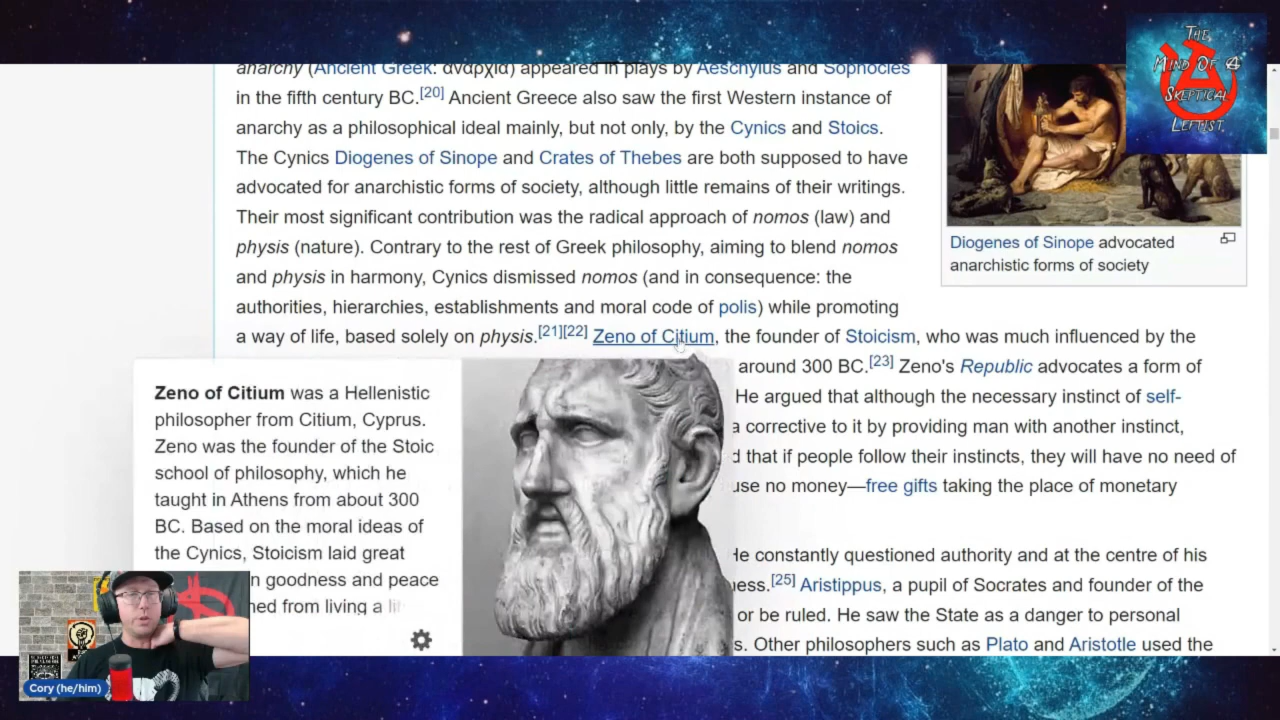 THE
MIND OF A
SKEPTICAL
LEFTIST
anarchy (Ancient Greek: αναρχία) appeared in plays by Aeschylus and Sophocles
in the fifth century BC.[20] Ancient Greece also saw the first Western instance of
anarchy as a philosophical ideal mainly, but not only, by the Cynics and Stoics.
The Cynics Diogenes of Sinope and Crates of Thebes are both supposed to have
advocated for anarchistic forms of society, although little remains of their writings.
Their most significant contribution was the radical approach of nomos (law) and
physis (nature). Contrary to the rest of Greek philosophy, aiming to blend nomos
and physis in harmony, Cynics dismissed nomos (and in consequence: the
authorities, hierarchies, establishments and moral code of polis) while promoting
a way of life, based solely on physis.[21][22] Zeno of Citium, the founder of Stoicism, who was much influenced by the
Diogenes of Sinope advocated
anarchistic forms of society
around 300 BC.[23] Zeno's Republic advocates a form of
He argued that although the necessary instinct of self-
a corrective to it by providing man with another instinct,
d that if people follow their instincts, they will have no need of
use no money—free gifts taking the place of monetary
He constantly questioned authority and at the centre of his
ness.[25] Aristippus, a pupil of Socrates and founder of the
or be ruled. He saw the State as a danger to personal
s. Other philosophers such as Plato and Aristotle used the
Zeno of Citium was a Hellenistic
philosopher from Citium, Cyprus.
Zeno was the founder of the Stoic
school of philosophy, which he
taught in Athens from about 300
BC. Based on the moral ideas of
the Cynics, Stoicism laid great
n goodness and peace
ned from living a li
Cory (he/him)